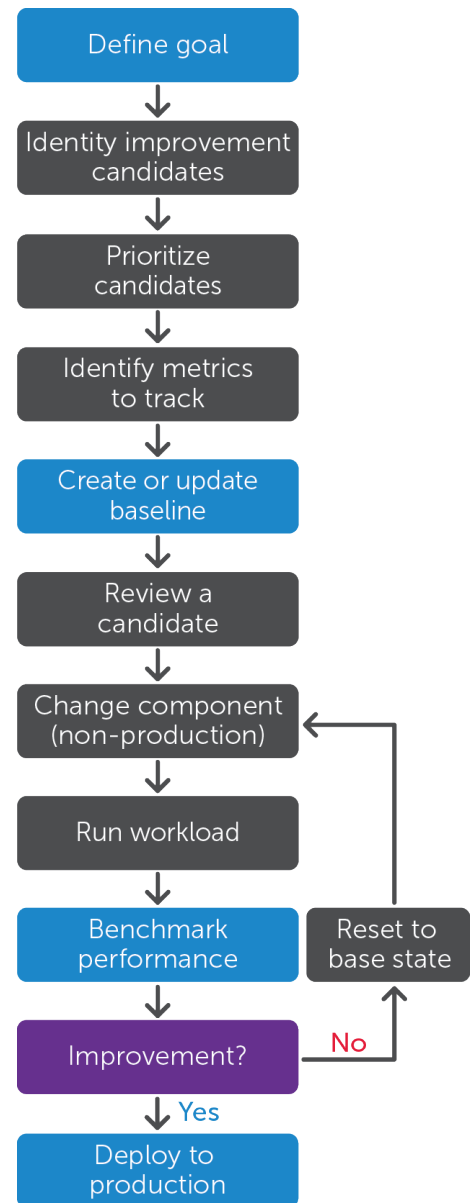 Define goal
Identity improvement
candidates
Prioritize
candidates
Identify metrics
to track
Create or update
baseline
Review a
candidate
Change component
(non-production)
Run workload
Benchmark
performance
Reset to
base state
Improvement?
No
Yes
Deploy to
production